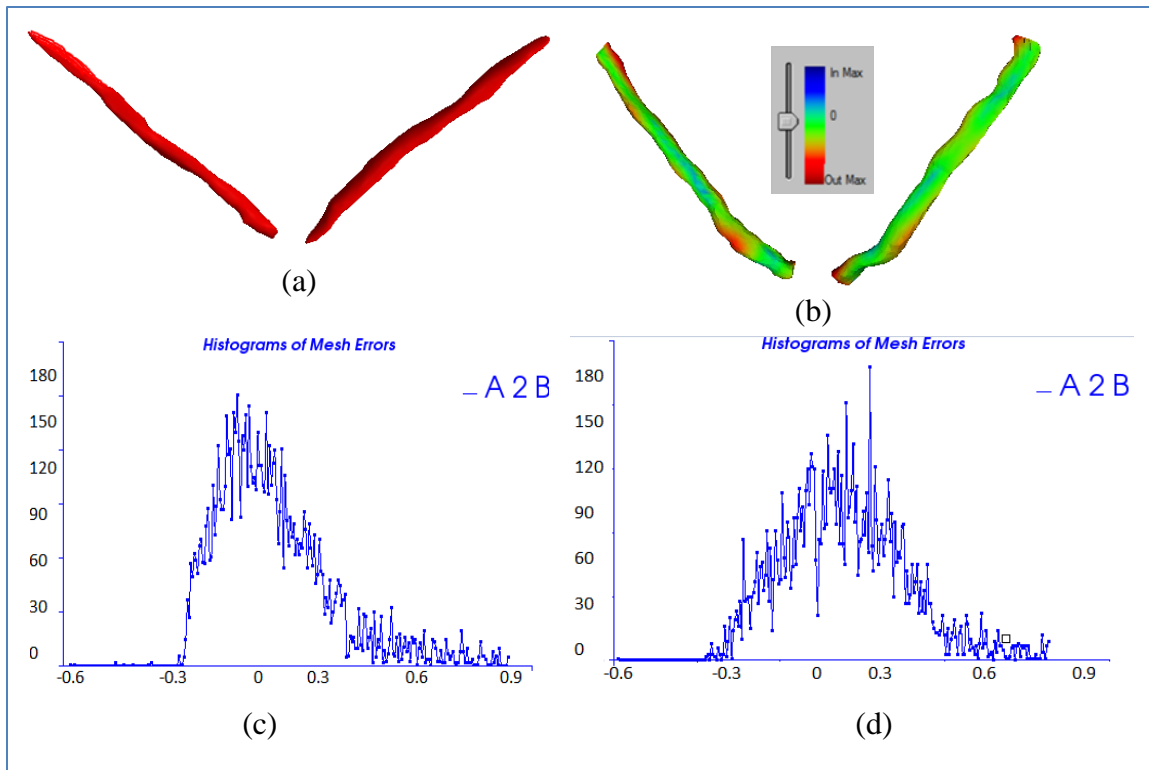 In Max
0
Out Max
(a)
(b)
Histograms of Mesh Errors
A 2 B
180
150
120
90
60
30
0
-0.6 -0.3 0 0.3 0.6 0.9
(c)
Histograms of Mesh Errors
A 2 B
180
150
120
90
60
30
0
-0.6 -0.3 0 0.3 0.6 0.9
(d)